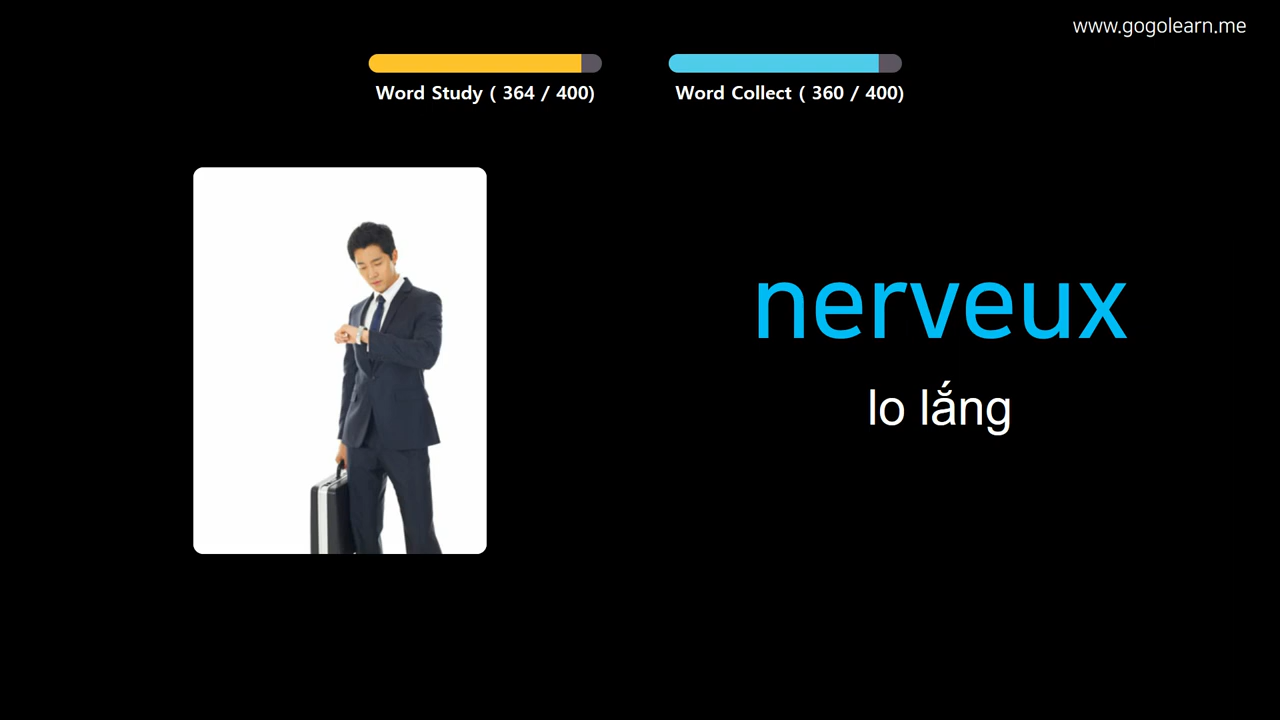 www.gogolearn.me
Word Study ( 364 / 400)
Word Collect ( 360 / 400)
nerveux
lo lắng